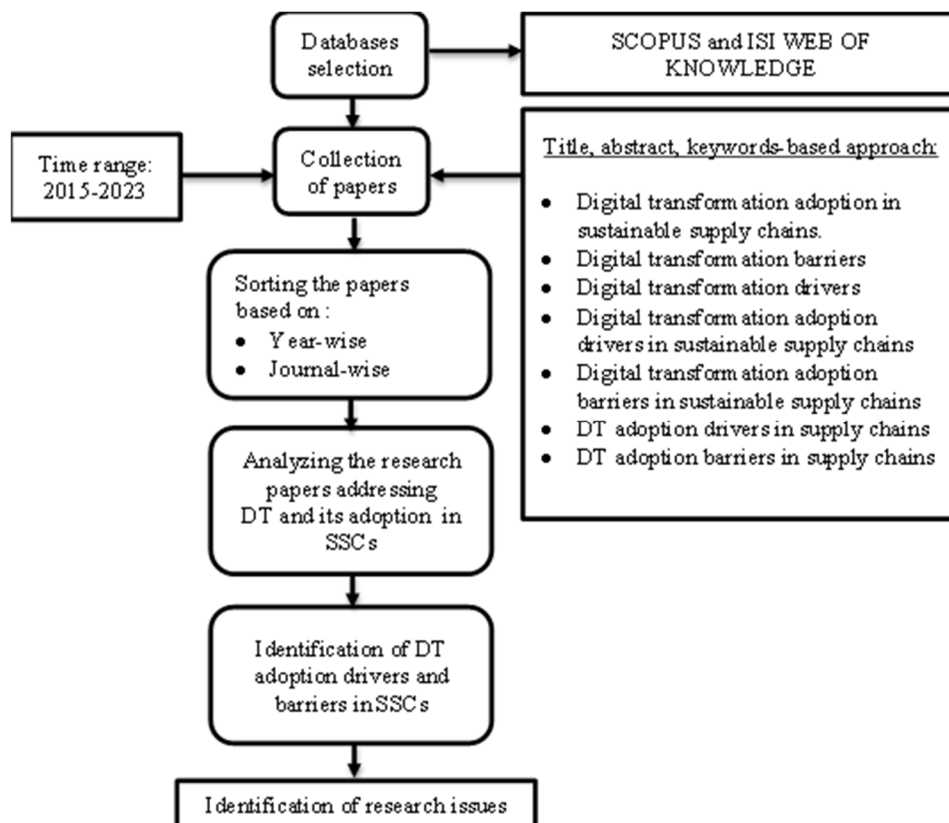 Databases
selection
SCOPUS and ISI WEB OF
KNOWLEDGE
Time range:
2015-2023
Collection
of papers
Title, abstract, keywords-based approach:
● Digital transformation adoption in
sustainable supply chains.
● Digital transformation barriers
● Digital transformation drivers
● Digital transformation adoption
drivers in sustainable supply chains
● Digital transformation adoption
barriers in sustainable supply chains
● DT adoption drivers in supply chains
● DT adoption barriers in supply chains
Sorting the papers
based on :
● Year-wise
● Journal-wise
Analyzing the research
papers addressing
DT and its adoption in
SSCs
Identification of DT
adoption drivers and
barriers in SSCs
Identification of research issues